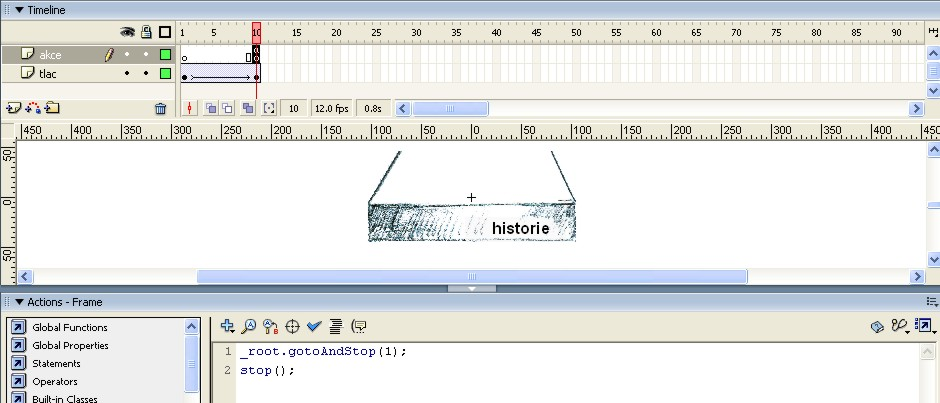 Timeline
1 5 10 15 20 25 30 35 40 45 50 55 60 65 70 75 80 85 90
akce
tlac
10 12.0 fps 0.8s
450 400 350 300 250 200 150 100 50 0 50 100 150 200 250 300 350 400 450
50
0
50
historie
Actions - Frame
Global Functions
Global Properties
Statements
Operators
Built-in Classes
1 _root.gotoAndStop(1);
2 stop();